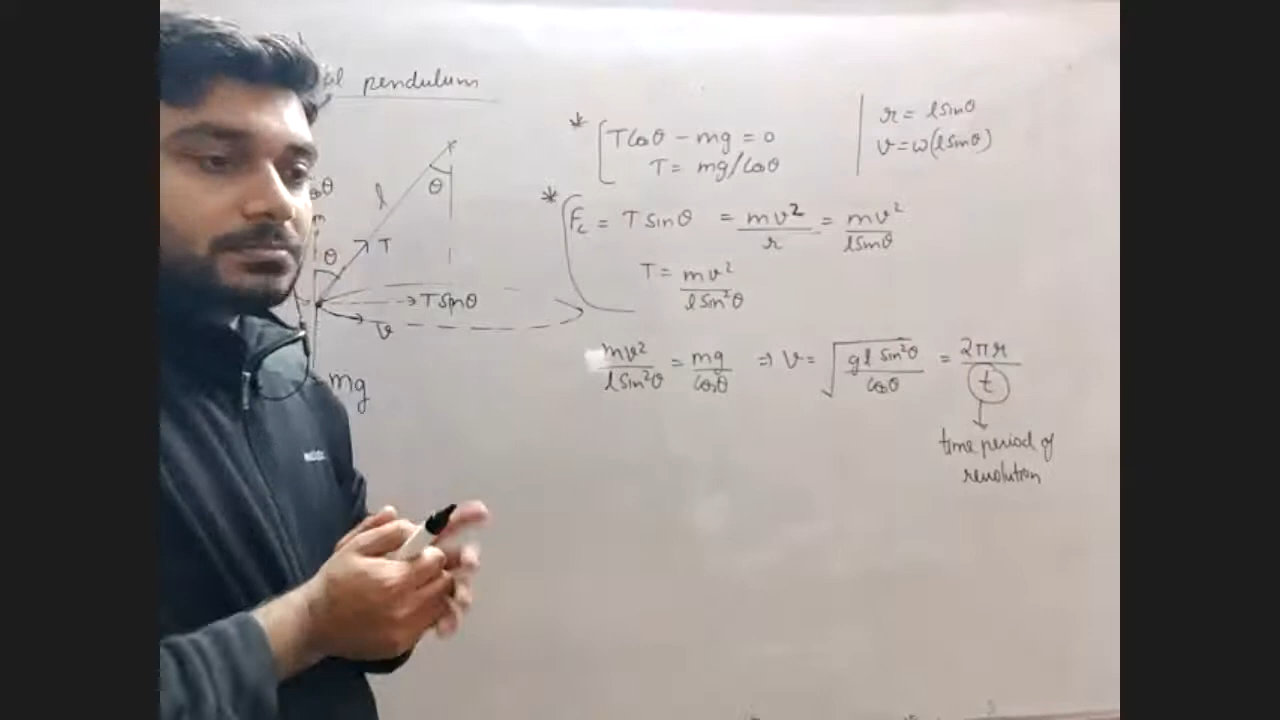 al pendulum
θ
l
T
θ
T sinθ
v
mg
* T cosθ – mg = 0
T = mg/cosθ
r = l sinθ
v = ω(l sinθ)
* Fc = T sinθ = mv²/r = mv²/l sinθ
T = mv²/l sin²θ
mv²/l sin²θ = mg/cosθ ⇒ v = √(gl sin²θ/cosθ) = 2πr/t
time period of
revolution